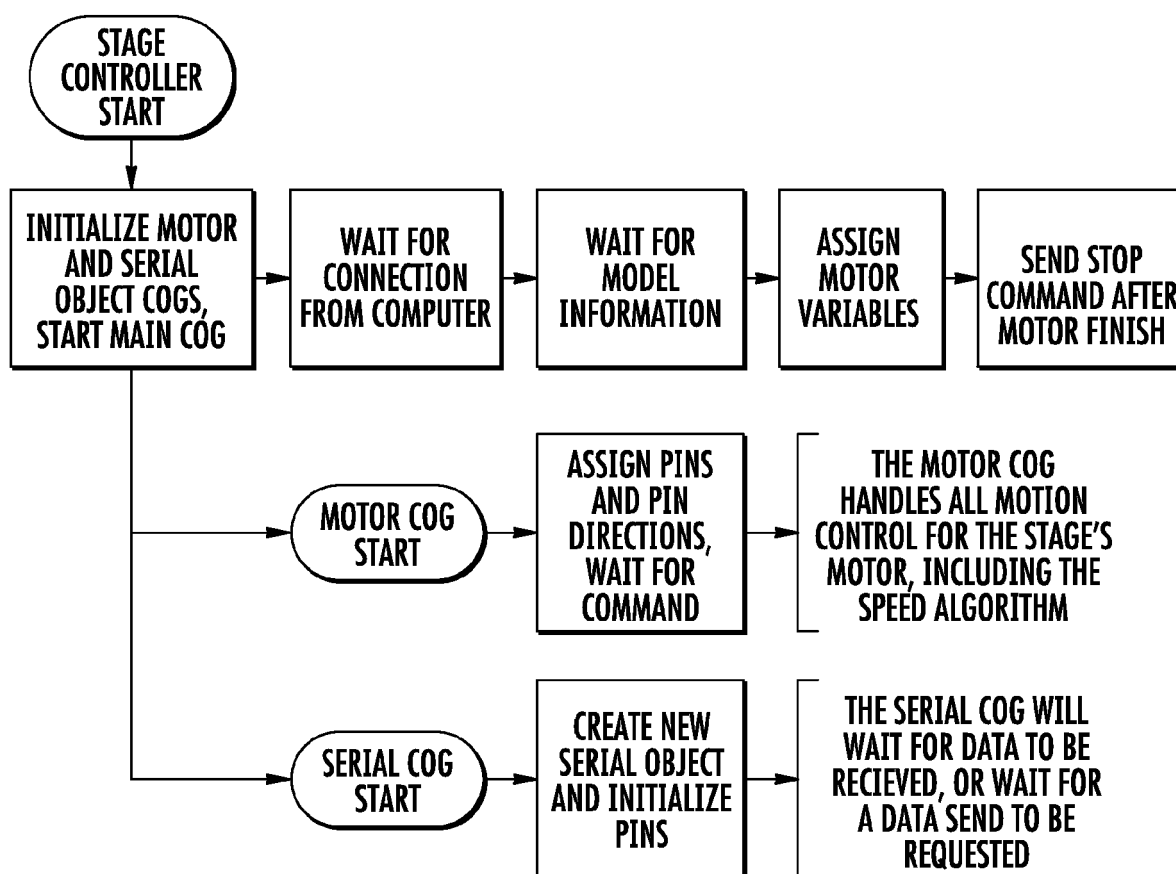 STAGE
CONTROLLER
START
INITIALIZE MOTOR
AND SERIAL
OBJECT COGS,
START MAIN COG
WAIT FOR
CONNECTION
FROM COMPUTER
WAIT FOR
MODEL
INFORMATION
ASSIGN
MOTOR
VARIABLES
SEND STOP
COMMAND AFTER
MOTOR FINISH
MOTOR COG
START
ASSIGN PINS
AND PIN
DIRECTIONS,
WAIT FOR
COMMAND
THE MOTOR COG
HANDLES ALL MOTION
CONTROL FOR THE STAGE'S
MOTOR, INCLUDING THE
SPEED ALGORITHM
SERIAL COG
START
CREATE NEW
SERIAL OBJECT
AND INITIALIZE
PINS
THE SERIAL COG WILL
WAIT FOR DATA TO BE
RECIEVED, OR WAIT FOR
A DATA SEND TO BE
REQUESTED